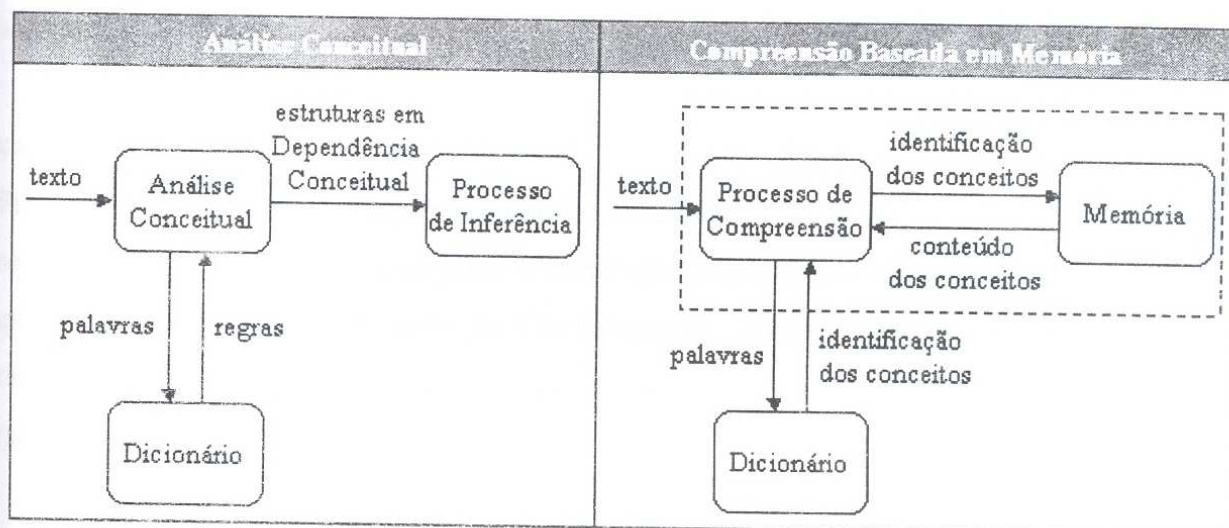 Análise Conceitual
Compreensão Baseada em Memória
texto
Análise
Conceitual
estruturas em
Dependência
Conceitual
Processo
de Inferência
palavras
regras
Dicionário
texto
Processo de
Compreensão
identificação
dos conceitos
Memória
conteúdo
dos conceitos
palavras
identificação
dos conceitos
Dicionário